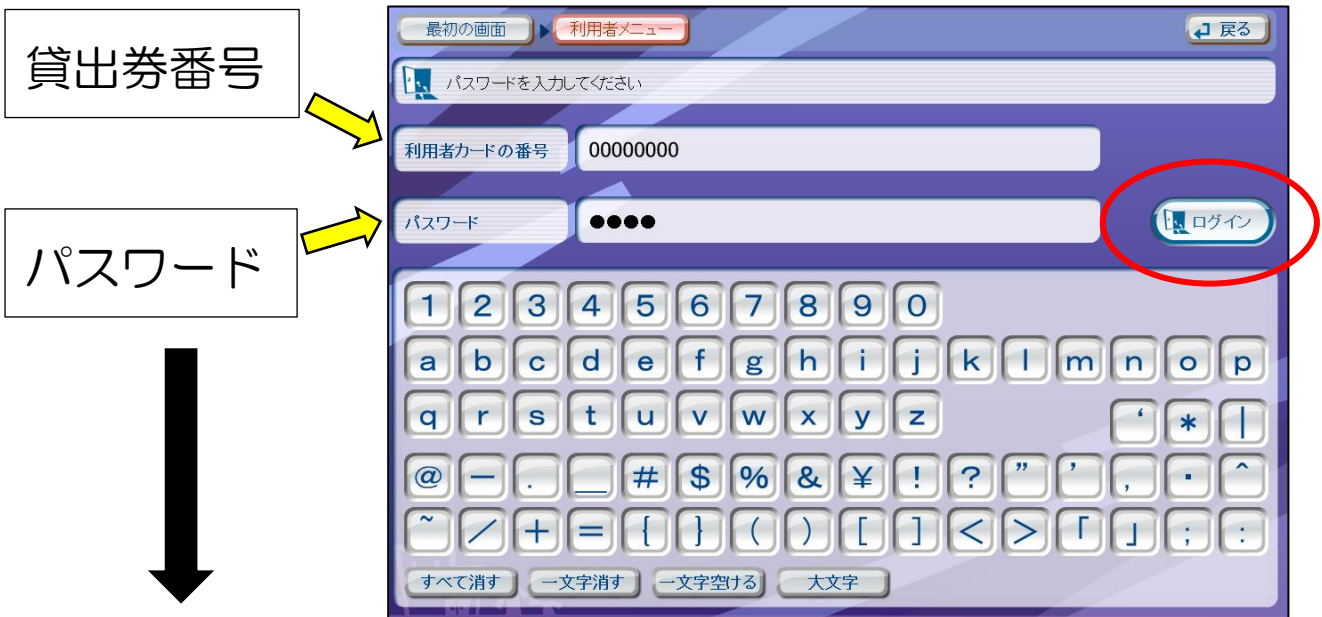 貸出券番号
パスワード
最初の画面 利用者メニュー 戻る
パスワードを入力してください
利用者カードの番号 00000000
パスワード ●●●● ログイン
1 2 3 4 5 6 7 8 9 0
a b c d e f g h i j k l m n o p
q r s t u v w x y z ‘ * |
@ − . _ # $ % & ¥ ! ? ” ’ , ・ ^
~ / + = { } ( ) [ ] < > 「 」 ; :
すべて消す 一文字消す 一文字空ける 大文字